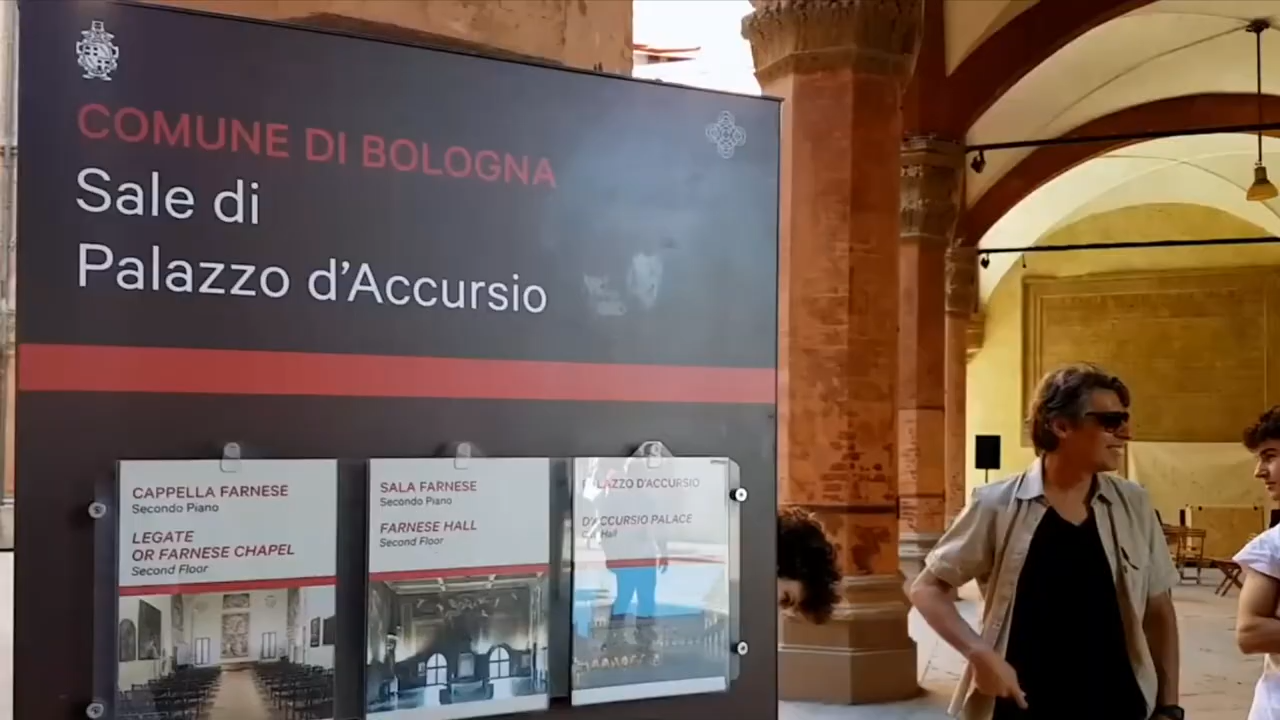 COMUNE DI BOLOGNA
Sale di
Palazzo d'Accursio
CAPPELLA FARNESE
Secondo Piano
LEGATE
OR FARNESE CHAPEL
Second Floor
SALA FARNESE
Secondo Piano
FARNESE HALL
Second Floor
PALAZZO D'ACCURSIO
D'ACCURSIO PALACE
Hall